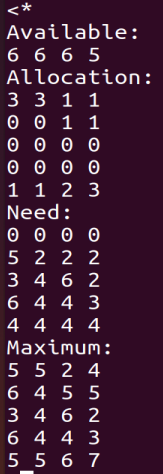 <*
Available:
6 6 6 5
Allocation:
3 3 1 1
0 0 1 1
0 0 0 0
0 0 0 0
1 1 2 3
Need:
0 0 0 0
5 2 2 2
3 4 6 2
6 4 4 3
4 4 4 4
Maximum:
5 5 2 4
6 4 5 5
3 4 6 2
6 4 4 3
5 5 6 7